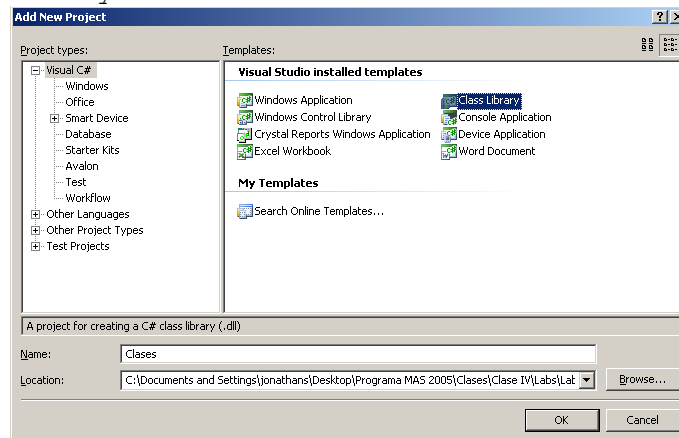 Add New Project
Project types:
Templates:
Visual C#
Windows
Office
Smart Device
Database
Starter Kits
Avalon
Test
Workflow
Other Languages
Other Project Types
Test Projects
Visual Studio installed templates
Windows Application
Class Library
Windows Control Library
Console Application
Crystal Reports Windows Application
Device Application
Excel Workbook
Word Document
My Templates
Search Online Templates...
A project for creating a C# class library (.dll)
Name:
Clases
Location:
C:\Documents and Settings\jonathans\Desktop\Programa MAS 2005\Clases\Clase IV\Labs\Lab
Browse...
OK
Cancel